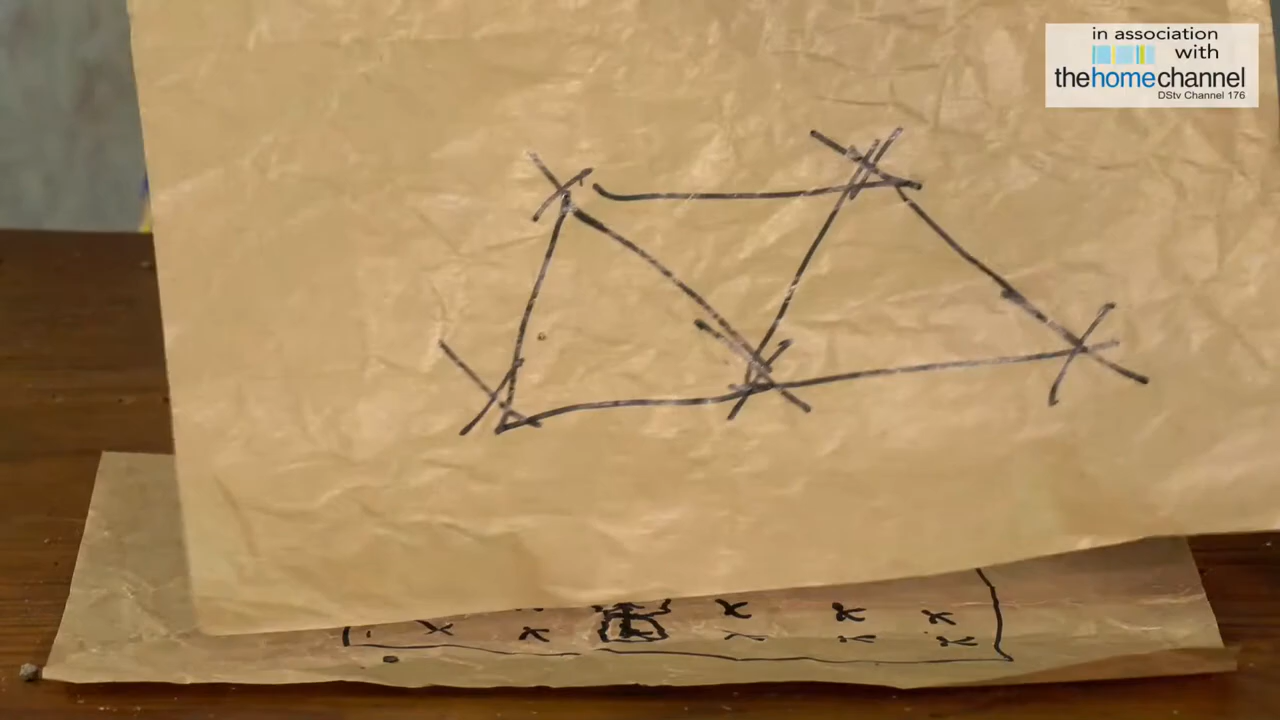 in association
with
thehomechannel
DStv Channel 176